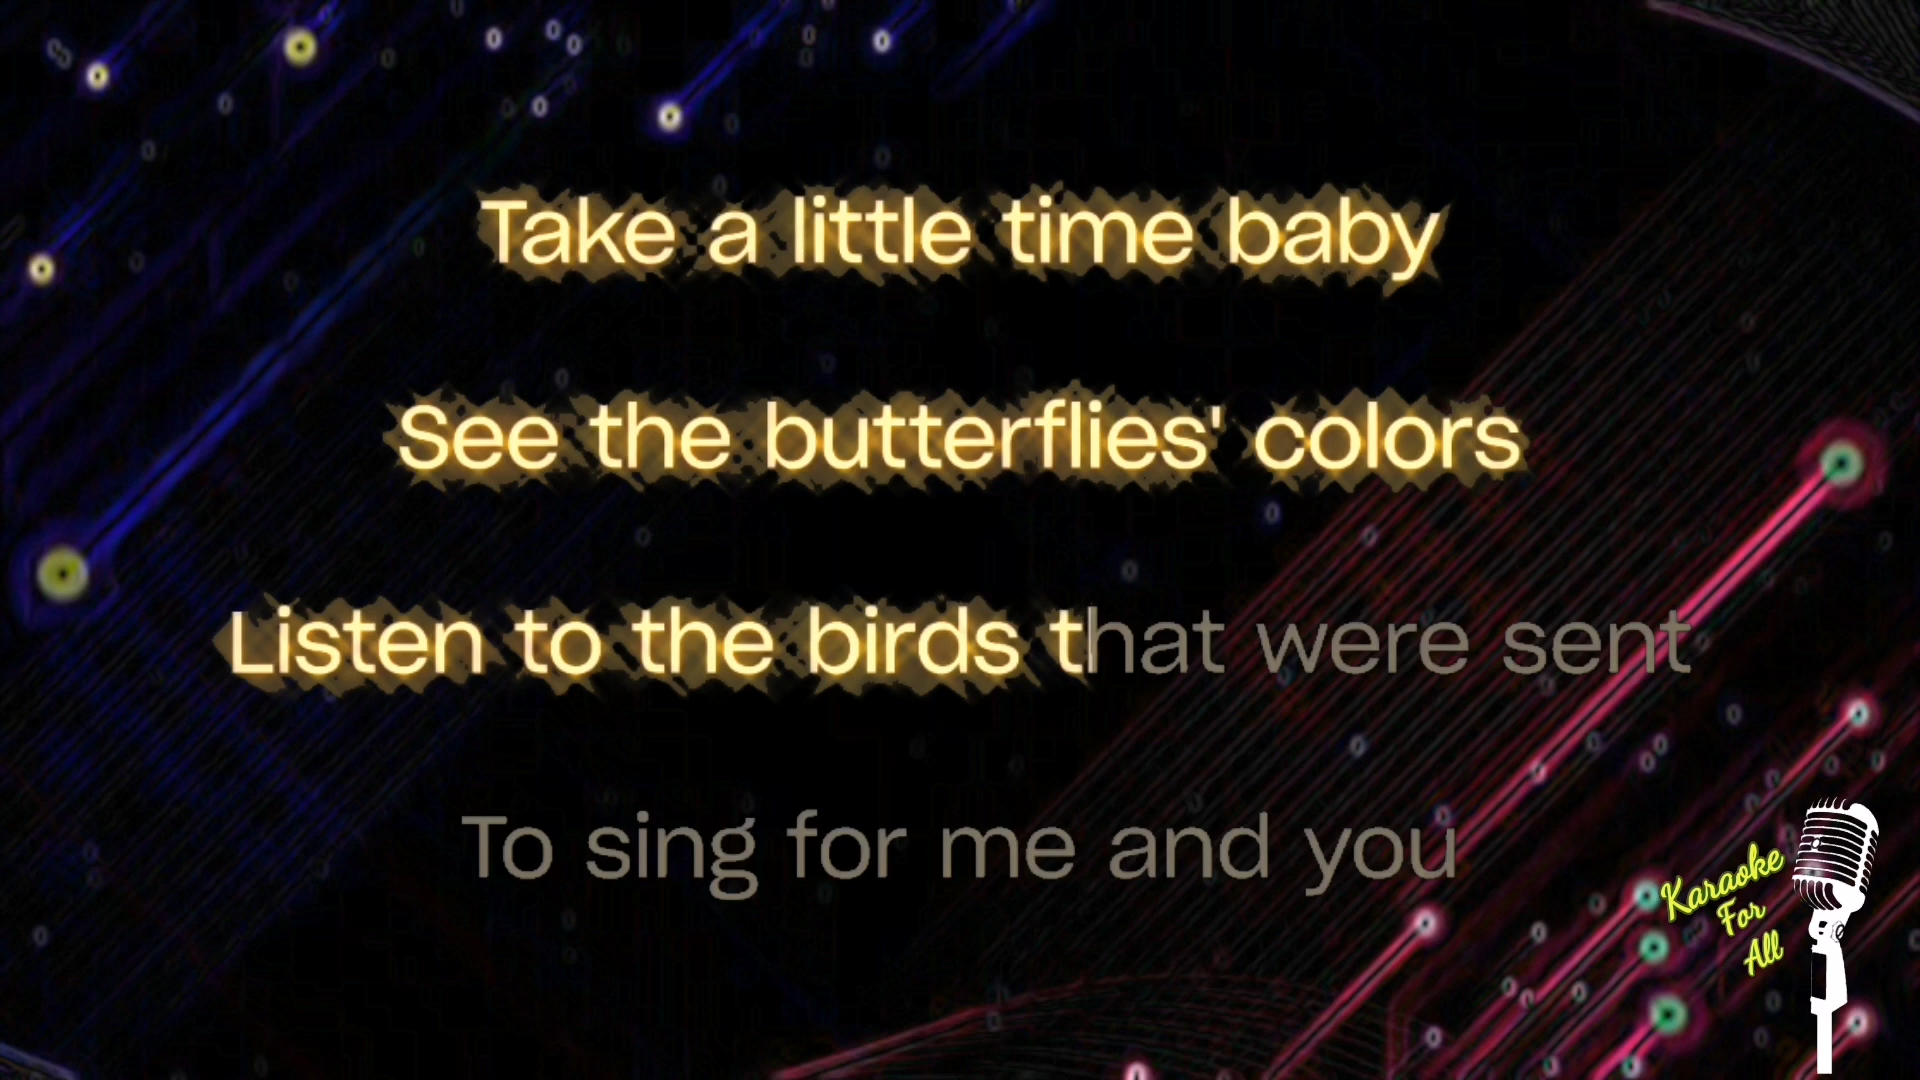 Take a little time baby
See the butterflies' colors
Listen to the birds that were sent
To sing for me and you
Karaoke
For
All